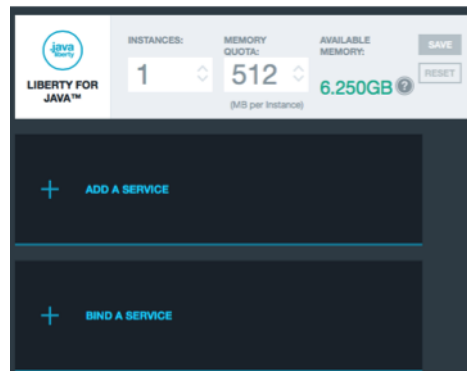 java
liberty
LIBERTY FOR
JAVA™
INSTANCES:
1
MEMORY
QUOTA:
512
(MB per Instance)
AVAILABLE
MEMORY:
6.250GB ?
SAVE
RESET
+ ADD A SERVICE
+ BIND A SERVICE